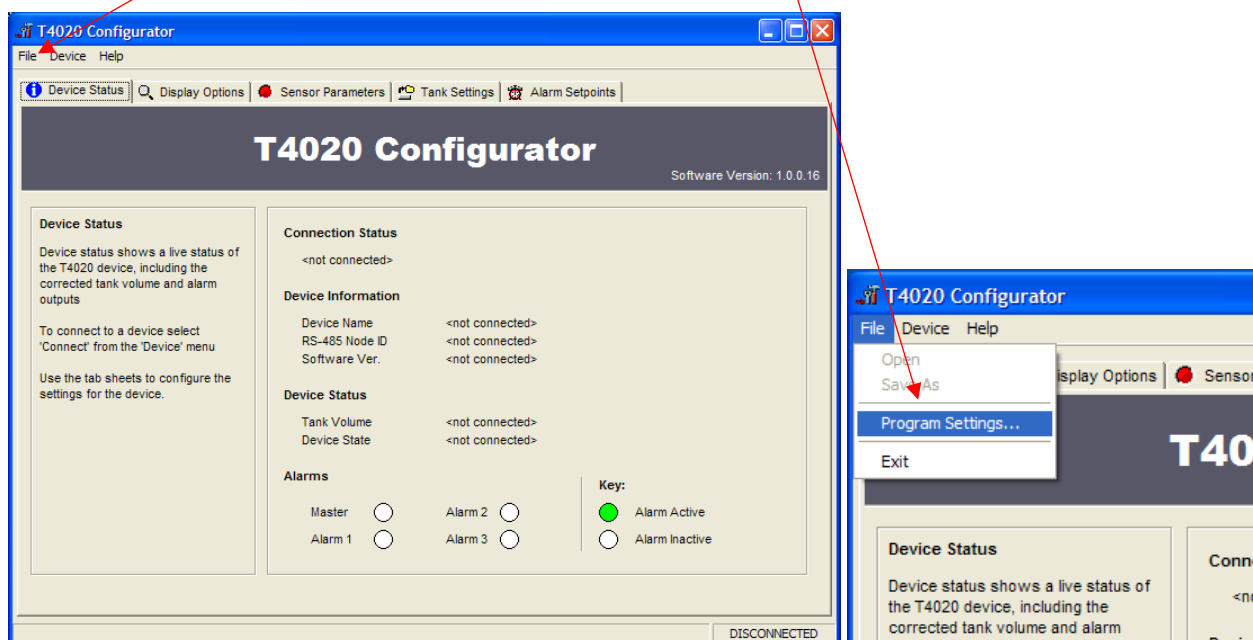 T4020 Configurator
File Device Help
Device Status Display Options Sensor Parameters Tank Settings Alarm Setpoints
T4020 Configurator
Software Version: 1.0.0.16
Device Status
Device status shows a live status of
the T4020 device, including the
corrected tank volume and alarm
outputs
To connect to a device select
'Connect' from the 'Device' menu
Use the tab sheets to configure the
settings for the device.
Connection Status
<not connected>
Device Information
Device Name <not connected>
RS-485 Node ID <not connected>
Software Ver. <not connected>
Device Status
Tank Volume <not connected>
Device State <not connected>
Alarms
Key:
Master Alarm 2 Alarm Active
Alarm 1 Alarm 3 Alarm Inactive
DISCONNECTED
T4020 Configurator
File Device Help
Open
Save As
Program Settings...
Exit
isplay Options Sensor
T40
Device Status
Device status shows a live status of
the T4020 device, including the
corrected tank volume and alarm
Conn
<n